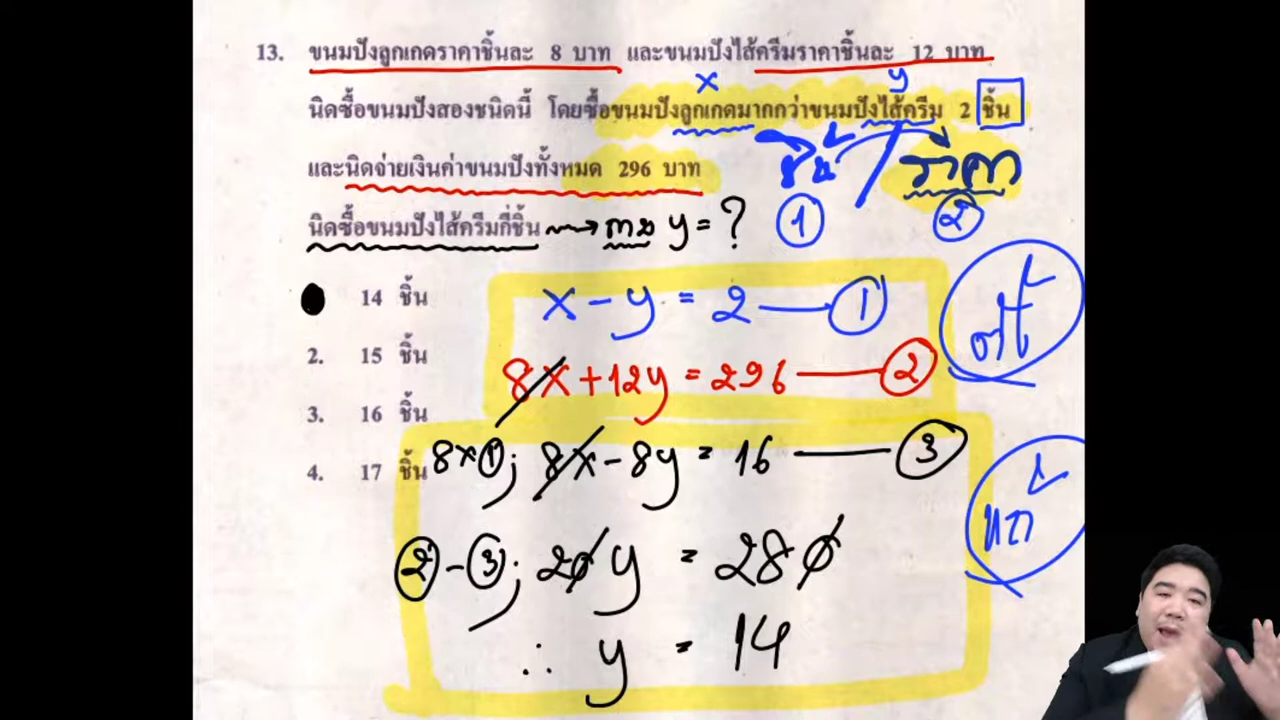 13. ขนมปังลูกเกดราคาชิ้นละ 8 บาท และขนมปังไส้ครีมราคาชิ้นละ 12 บาท
x y
นิดซื้อขนมปังสองชนิดนี้ โดยซื้อขนมปังลูกเกดมากกว่าขนมปังไส้ครีม 2 ชิ้น
ชิ้น / ราคา
และนิดจ่ายเงินค่าขนมปังทั้งหมด 296 บาท
นิดซื้อขนมปังไส้ครีมกี่ชิ้น ถาม y = ? 1 2
14 ชิ้น x - y = 2 — 1
2. 15 ชิ้น 8x + 12y = 296 — 2
3. 16 ชิ้น
4. 17 ชิ้น 8×1; 8x - 8y = 16 — 3
2 - 3; 20y = 280
∴ y = 14